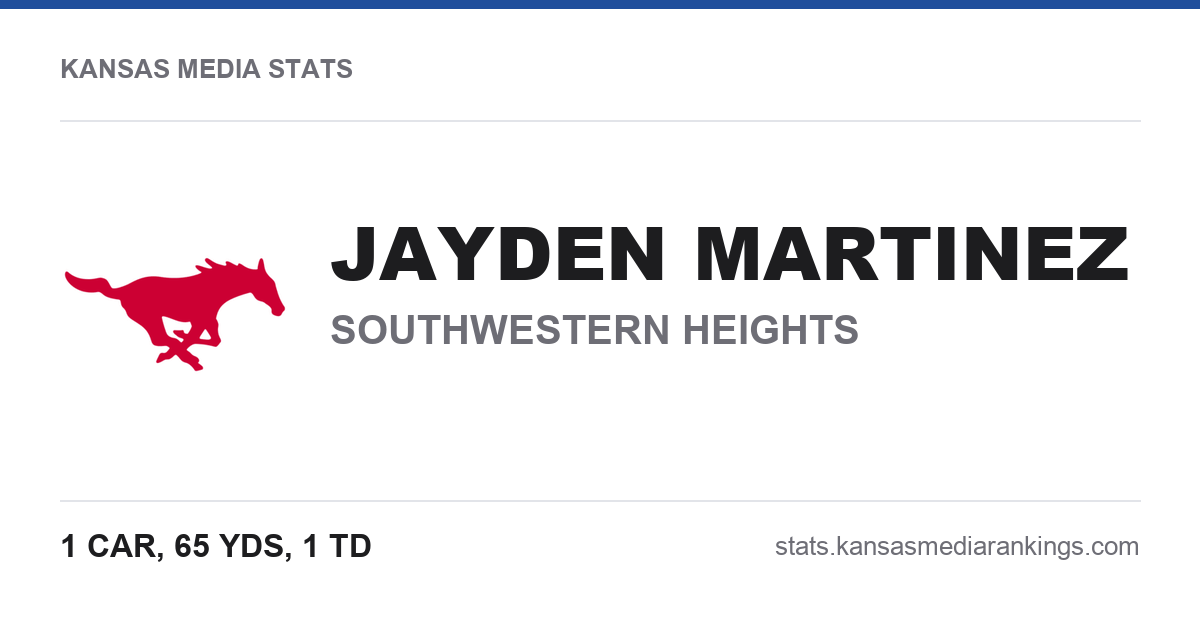 KANSAS MEDIA STATS
JAYDEN MARTINEZ
SOUTHWESTERN HEIGHTS
1 CAR, 65 YDS, 1 TD
stats.kansasmediarankings.com